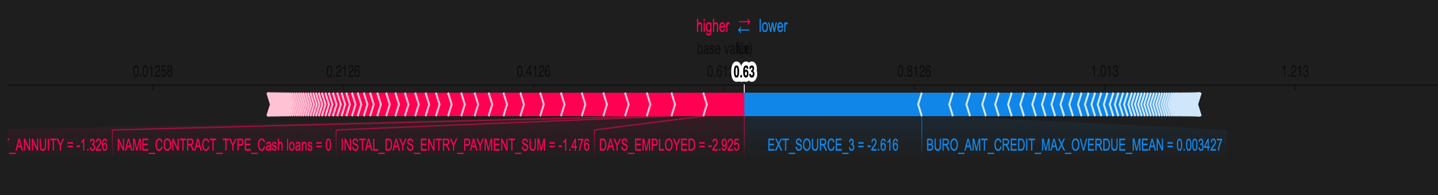 higher ⇄ lower
base value
0.01258 0.2126 0.4126 0.63 0.8126 1.013 1.213
_ANNUITY = -1.326 NAME_CONTRACT_TYPE_Cash loans = 0 INSTAL_DAYS_ENTRY_PAYMENT_SUM = -1.476 DAYS_EMPLOYED = -2.925 EXT_SOURCE_3 = -2.616 BURO_AMT_CREDIT_MAX_OVERDUE_MEAN = 0.003427